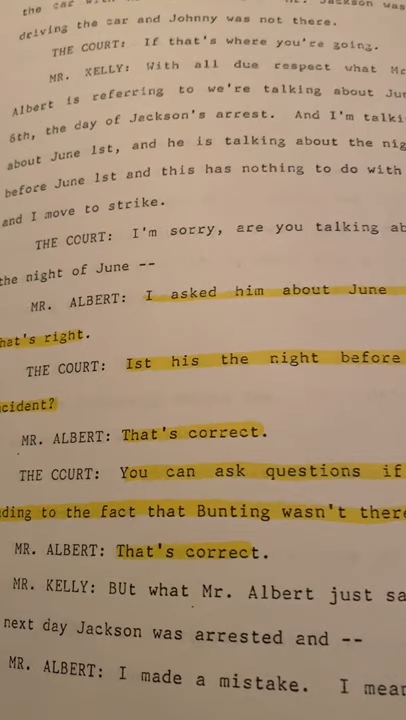 the car
driving the car and Johnny was not there.
THE COURT: If that's where you're going.
MR. KELLY: With all due respect what
Albert is referring to we're talking about
6th, the day of Jackson's arrest. And I'm
about June 1st, and he is talking about the
before June 1st and this has nothing to do with
and I move to strike.
THE COURT: I'm sorry, are you talking
the night of June --
MR. ALBERT: I asked him about June
right.
THE COURT: Ist his the night before
MR. ALBERT: That's correct.
THE COURT: You can ask questions if
to the fact that Bunting wasn't
MR. ALBERT: That's correct.
MR. KELLY: BUt what Mr. Albert just
next day Jackson was arrested and --
MR. ALBERT: I made a mistake. I